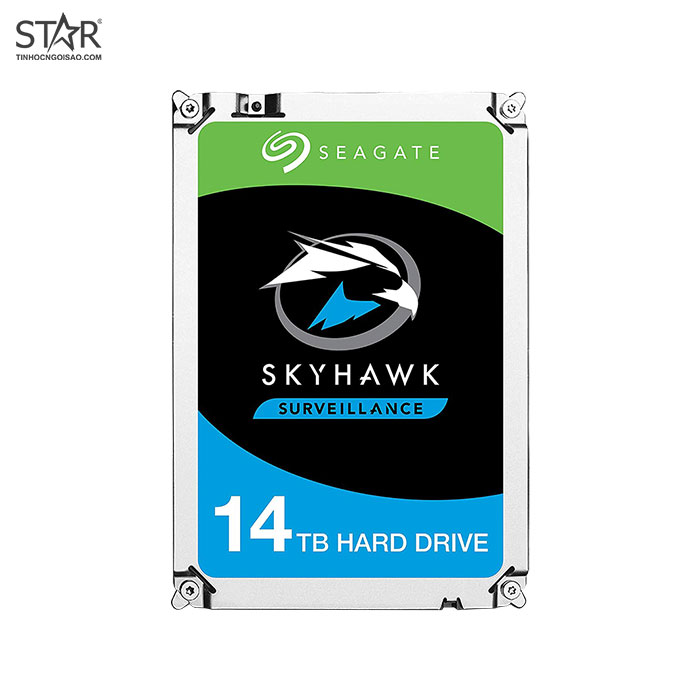 STAR®
TINHOCNGOISAO.COM
SEAGATE
SKYHAWK
SURVEILLANCE
14 TB HARD DRIVE